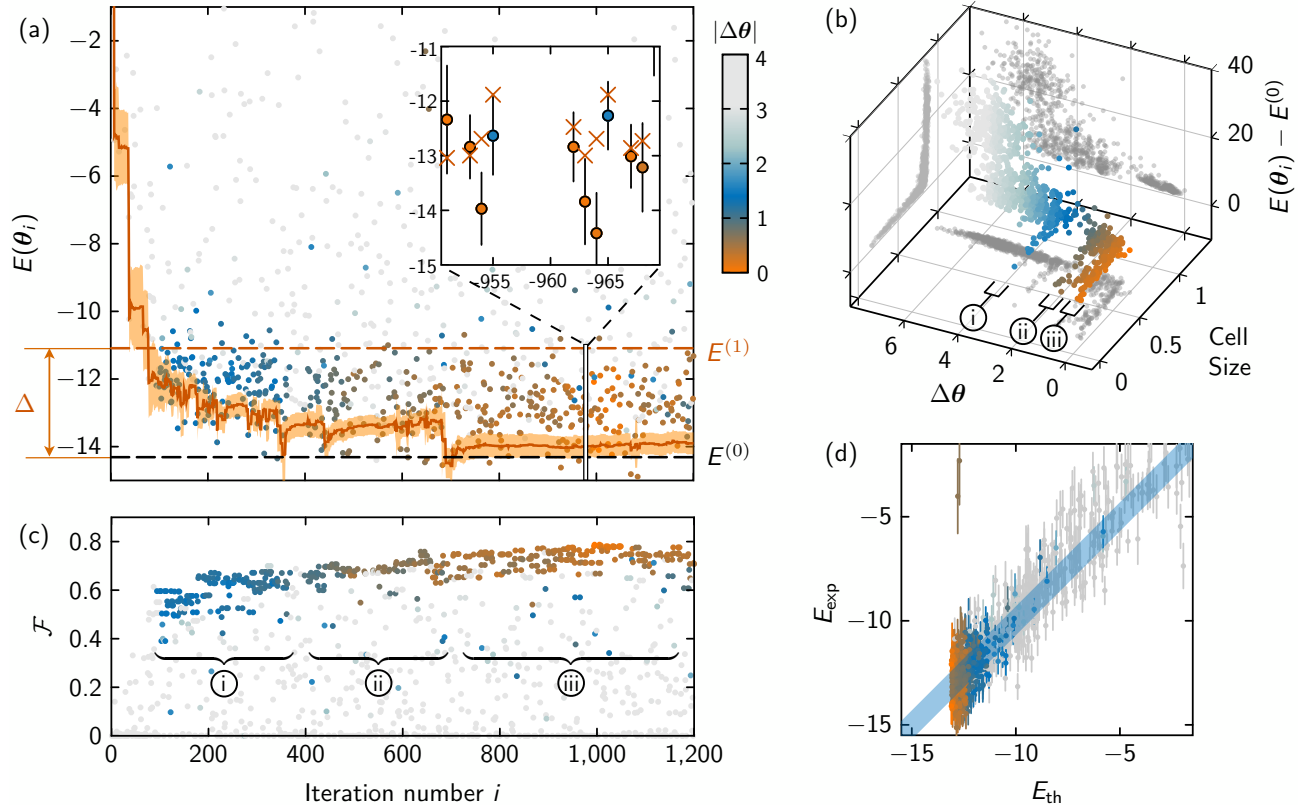 (a)
E(θᵢ)
−2
−4
−6
−8
−10
−12
−14
Δ
E⁽¹⁾
E⁽⁰⁾
-11
-12
-13
-14
-15
−955
−960
−965
|Δθ|
4
3
2
1
0
(b)
40
20
0
E(θᵢ) − E⁽⁰⁾
6
4
2
0
Δθ
0
0.5
1
Cell
Size
i
ii
iii
(c)
F
0.8
0.6
0.4
0.2
0
i
ii
iii
0
200
400
600
800
1,000
1,200
Iteration number i
(d)
E_exp
−5
−10
−15
−15
−10
−5
E_th